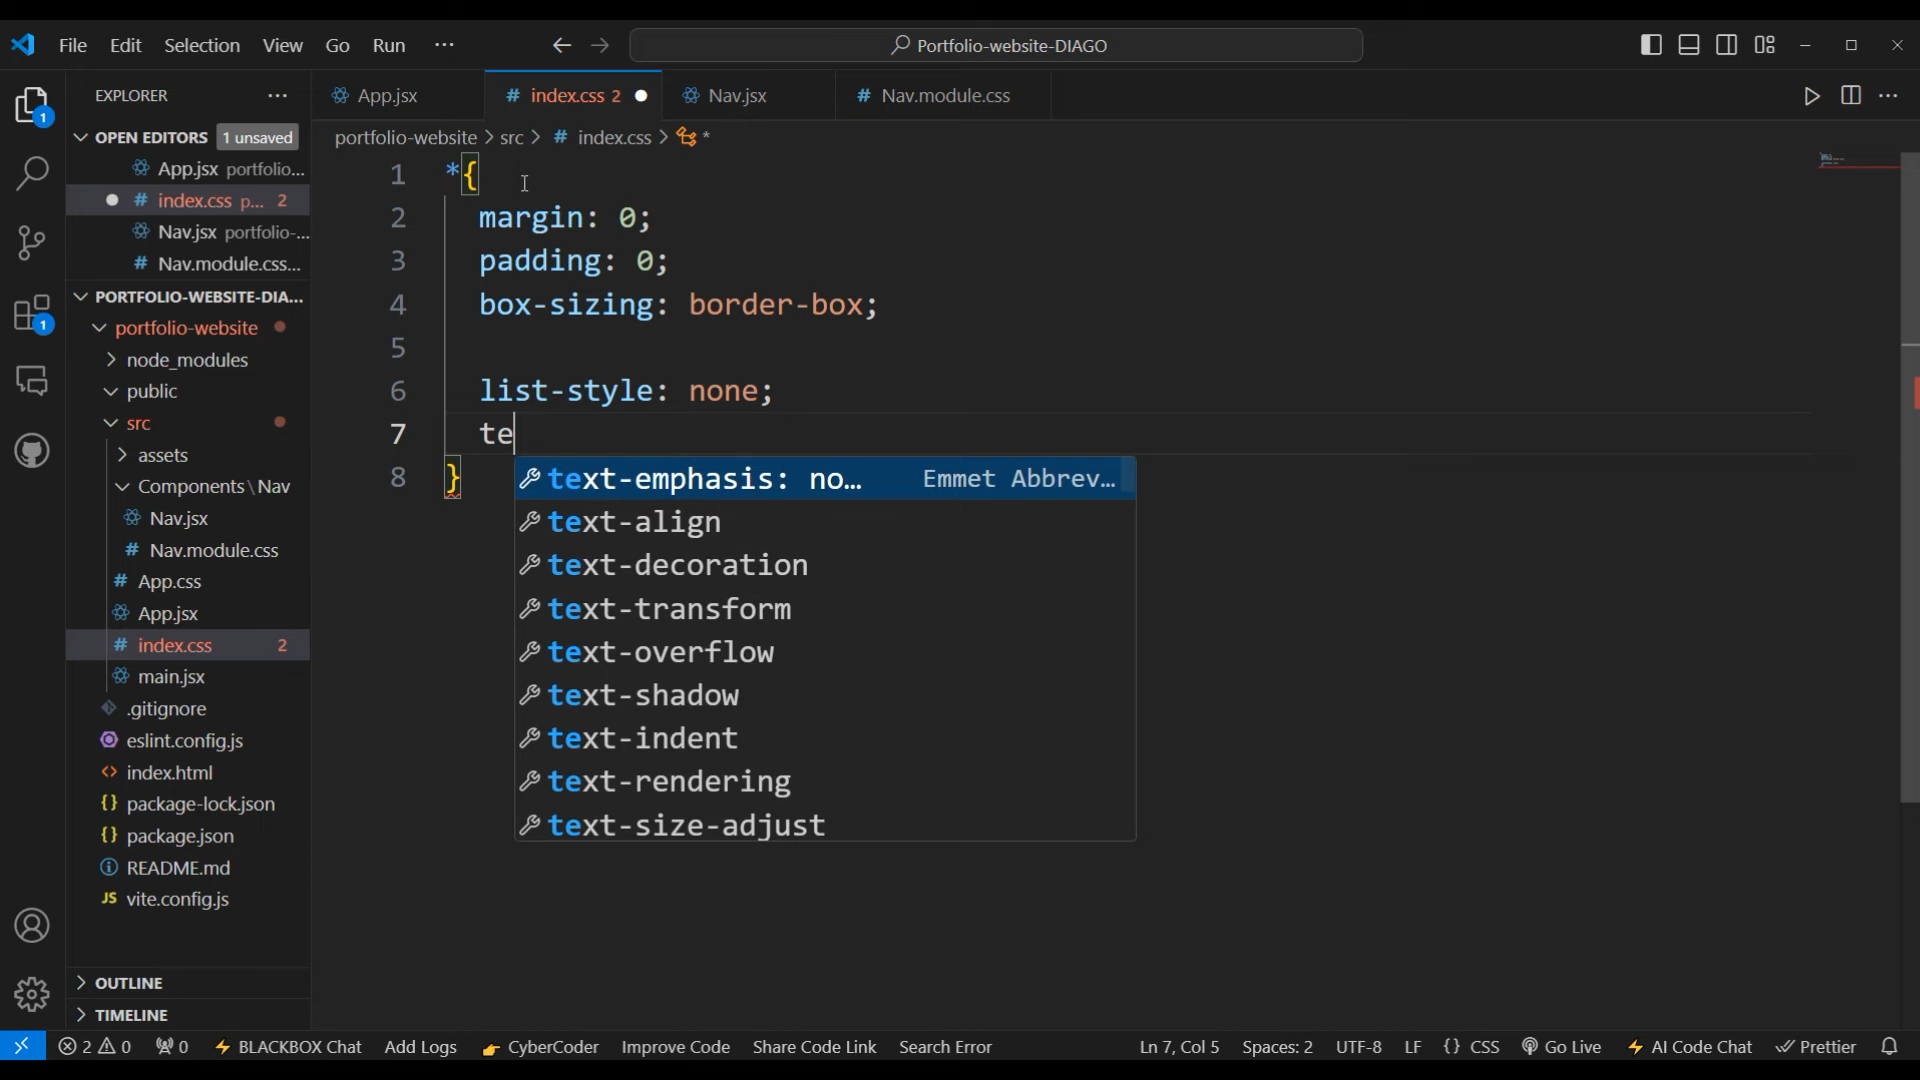 File Edit Selection View Go Run ··· Portfolio-website-DIAGO
EXPLORER ···
OPEN EDITORS 1 unsaved
App.jsx portfolio...
index.css p... 2
Nav.jsx portfolio-...
Nav.module.css...
PORTFOLIO-WEBSITE-DIA...
portfolio-website
node_modules
public
src
assets
Components\Nav
Nav.jsx
Nav.module.css
App.css
App.jsx
index.css 2
main.jsx
.gitignore
eslint.config.js
index.html
package-lock.json
package.json
README.md
vite.config.js
OUTLINE
TIMELINE
1
1
App.jsx # index.css 2 Nav.jsx # Nav.module.css
portfolio-website > src > # index.css > *
1 *{
2 margin: 0;
3 padding: 0;
4 box-sizing: border-box;
5
6 list-style: none;
7 te
8 }
text-emphasis: no... Emmet Abbrev...
text-align
text-decoration
text-transform
text-overflow
text-shadow
text-indent
text-rendering
text-size-adjust
2 0 0 BLACKBOX Chat Add Logs CyberCoder Improve Code Share Code Link Search Error Ln 7, Col 5 Spaces: 2 UTF-8 LF {} CSS Go Live AI Code Chat Prettier